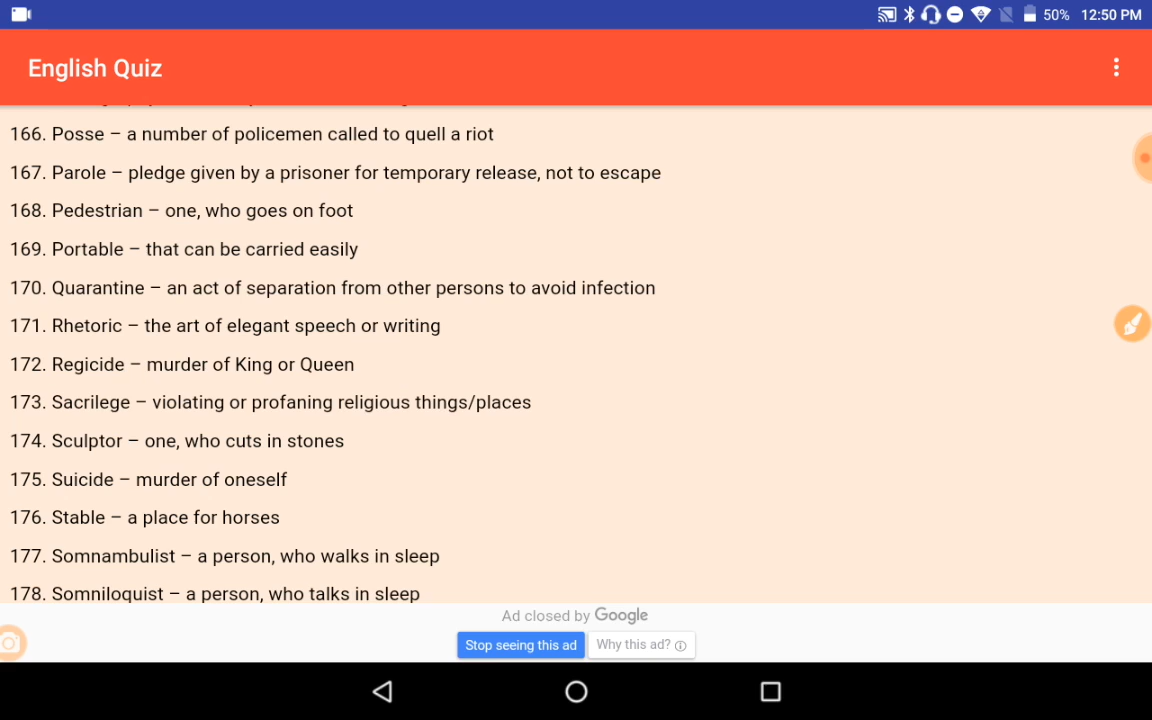 50% 12:50 PM
English Quiz
166. Posse – a number of policemen called to quell a riot
167. Parole – pledge given by a prisoner for temporary release, not to escape
168. Pedestrian – one, who goes on foot
169. Portable – that can be carried easily
170. Quarantine – an act of separation from other persons to avoid infection
171. Rhetoric – the art of elegant speech or writing
172. Regicide – murder of King or Queen
173. Sacrilege – violating or profaning religious things/places
174. Sculptor – one, who cuts in stones
175. Suicide – murder of oneself
176. Stable – a place for horses
177. Somnambulist – a person, who walks in sleep
178. Somniloquist – a person, who talks in sleep
Ad closed by Google
Stop seeing this ad Why this ad?